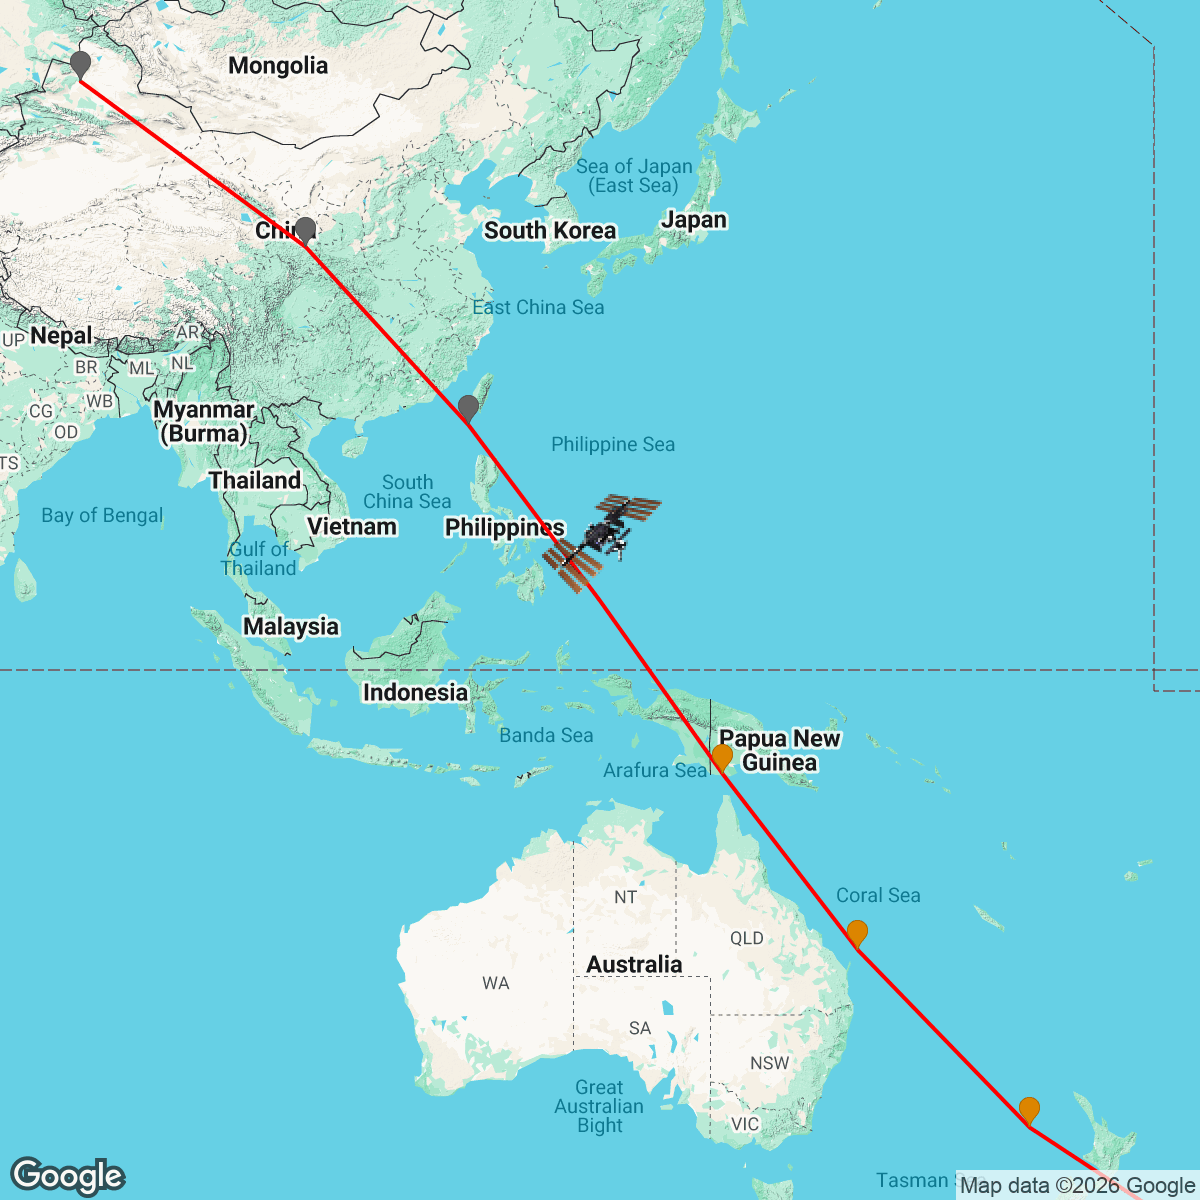 Mongolia
Sea of Japan
(East Sea)
Japan
South Korea
China
East China Sea
Nepal
UP
AR
BR
ML
NL
WB
CG
OD
TS
Myanmar
(Burma)
Philippine Sea
Thailand
South
China Sea
Bay of Bengal
Vietnam
Philippines
Gulf of
Thailand
Malaysia
Indonesia
Banda Sea
Papua New
Guinea
Arafura Sea
Coral Sea
NT
QLD
Australia
WA
SA
NSW
Great
Australian
Bight
VIC
Tasman
Google
Map data ©2026 Google